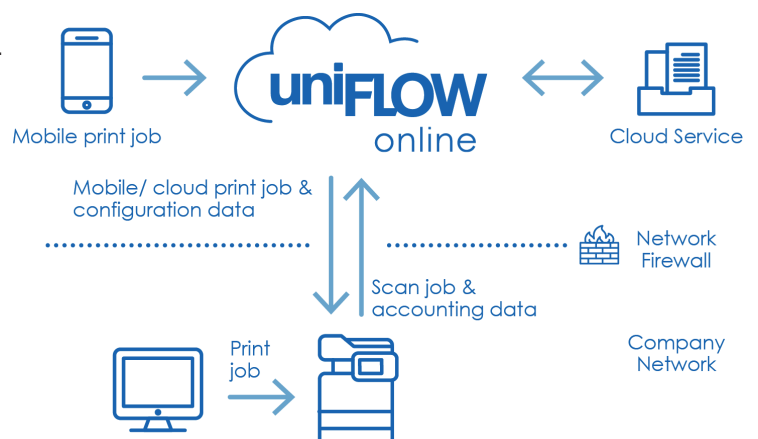 uniFLOW
online
Mobile print job
Cloud Service
Mobile/ cloud print job &
configuration data
Network
Firewall
Scan job &
accounting data
Print
job
Company
Network